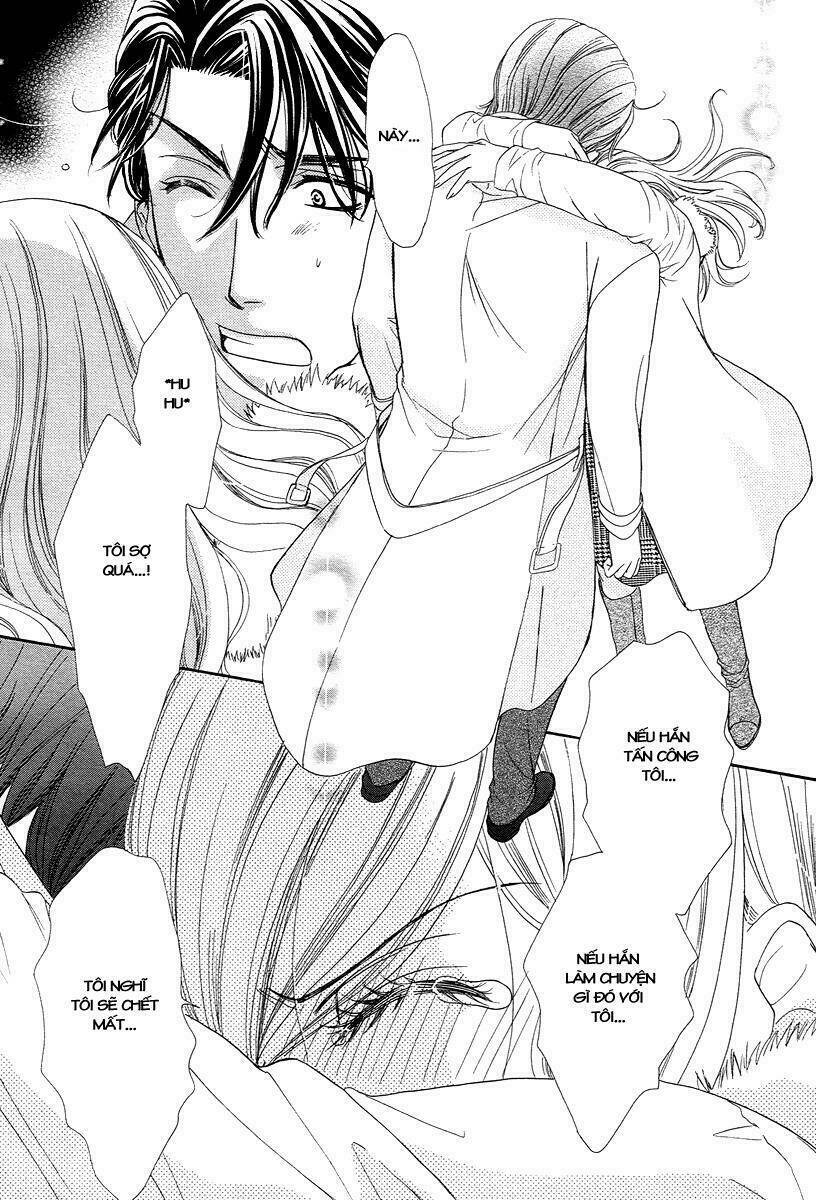 NÀY...
*HU
HU*
TÔI SỢ
QUÁ...!
NẾU HẮN
TẤN CÔNG
TÔI...
NẾU HẮN
LÀM CHUYỆN
GÌ ĐÓ VỚI
TÔI...
TÔI NGHĨ
TÔI SẼ CHẾT
MẤT...